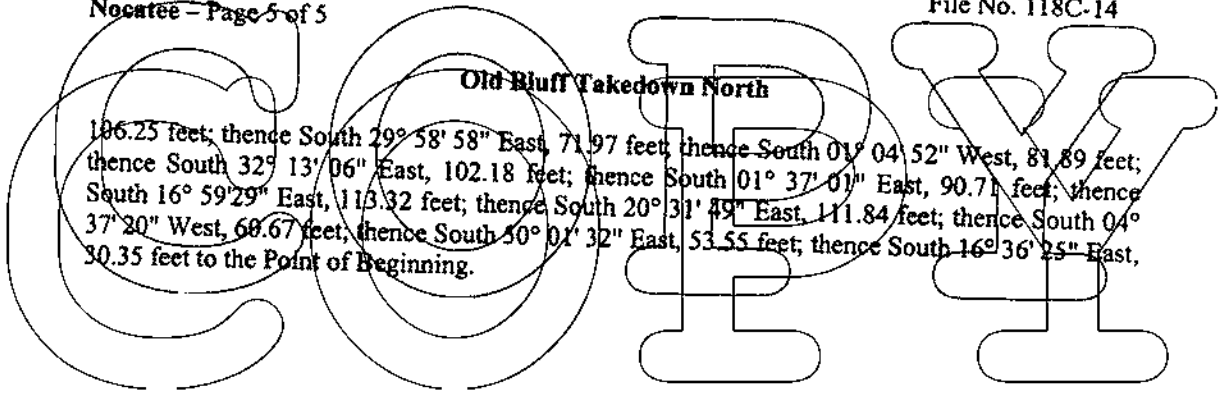 Nocatee – Page 5 of 5 File No. 118C-14
Old Bluff Takedown North
106.25 feet; thence South 29° 58' 58" East, 71.97 feet; thence South 01° 04' 52" West, 81.89 feet;
thence South 32° 13' 06" East, 102.18 feet; thence South 01° 37' 01" East, 90.71 feet; thence
South 16° 59'29" East, 113.32 feet; thence South 20° 31' 49" East, 111.84 feet; thence South 04°
37' 20" West, 60.67 feet; thence South 50° 01' 32" East, 53.55 feet; thence South 16° 36' 25" East,
30.35 feet to the Point of Beginning.
COPY